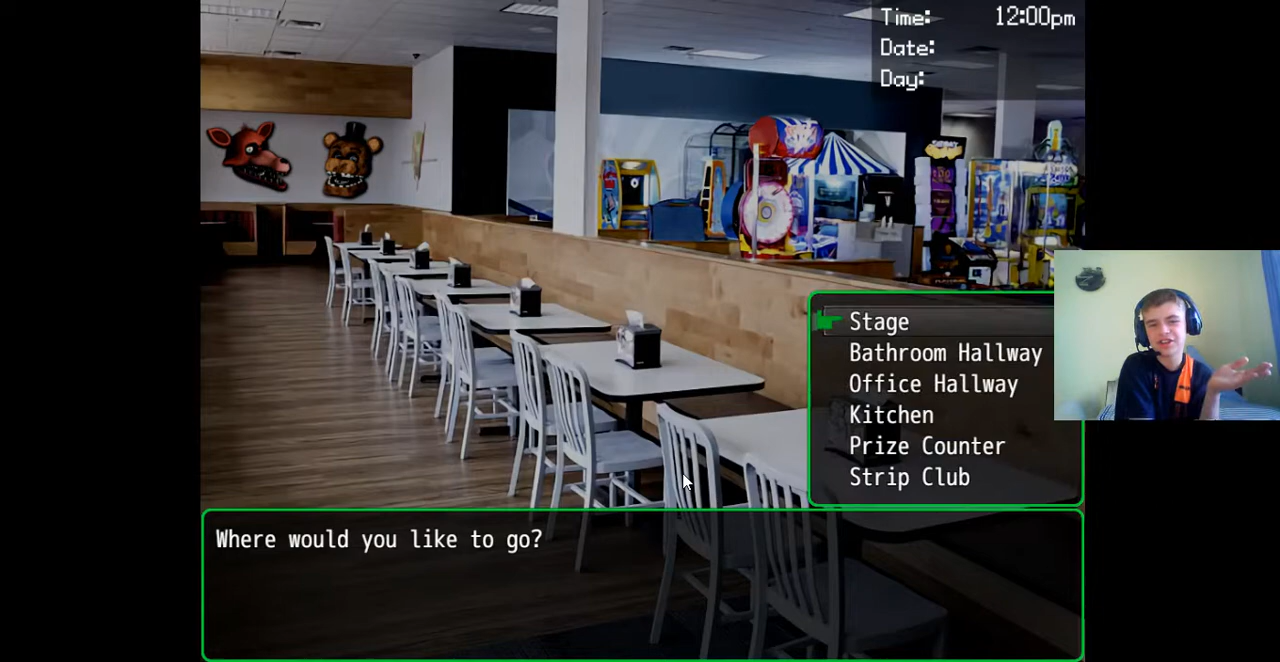 Time: 12:00pm
Date:
Day:
Stage
Bathroom Hallway
Office Hallway
Kitchen
Prize Counter
Strip Club
Where would you like to go?